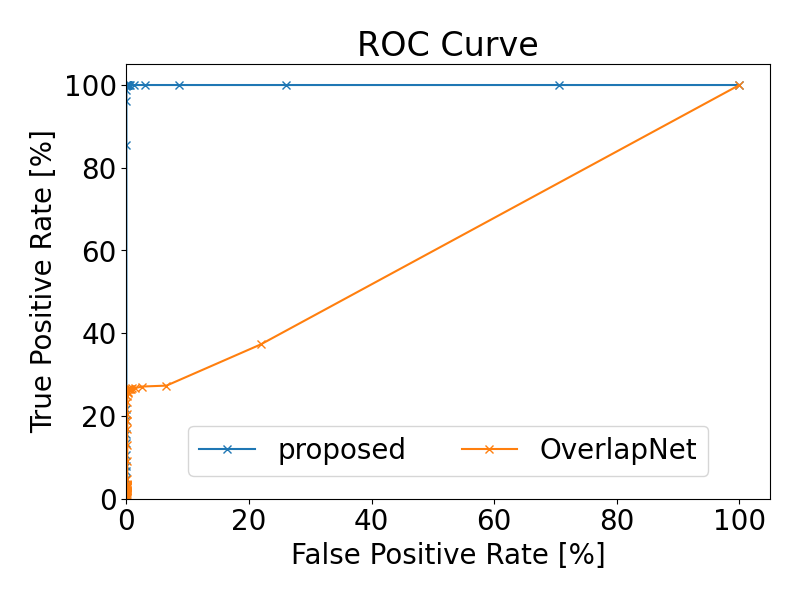 ROC Curve
True Positive Rate [%]
100
80
60
40
20
0
0 20 40 60 80 100
False Positive Rate [%]
proposed OverlapNet